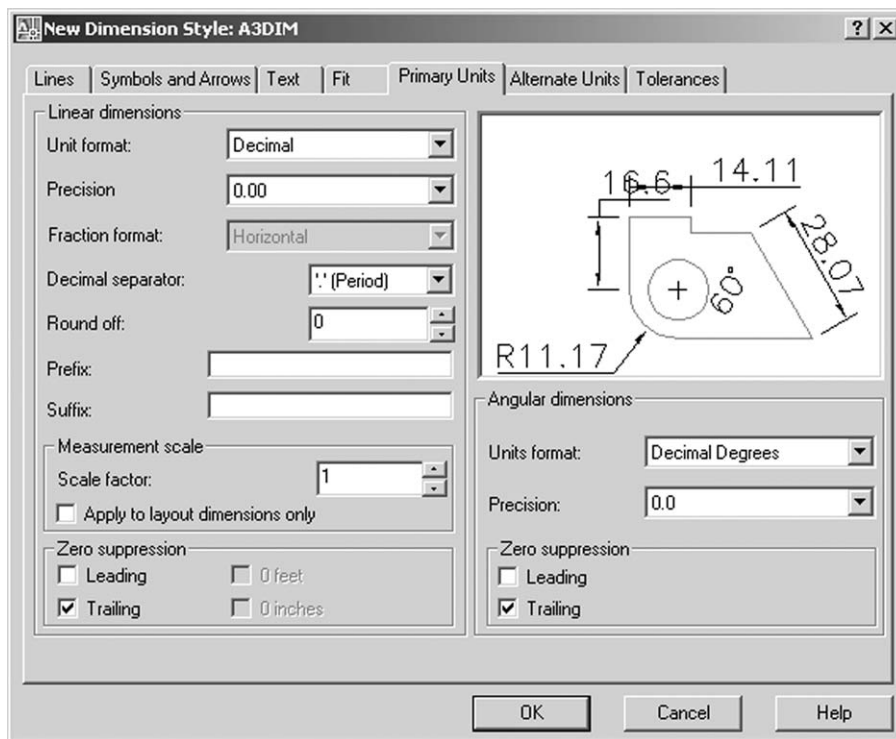 New Dimension Style: A3DIM
Lines Symbols and Arrows Text Fit Primary Units Alternate Units Tolerances
Linear dimensions
Unit format: Decimal
Precision 0.00
Fraction format: Horizontal
Decimal separator: '.' (Period)
Round off: 0
Prefix:
Suffix:
Measurement scale
Scale factor: 1
Apply to layout dimensions only
Zero suppression
Leading 0 feet
Trailing 0 inches
16.6 14.11
28.07
60°
R11.17
Angular dimensions
Units format: Decimal Degrees
Precision: 0.0
Zero suppression
Leading
Trailing
OK Cancel Help